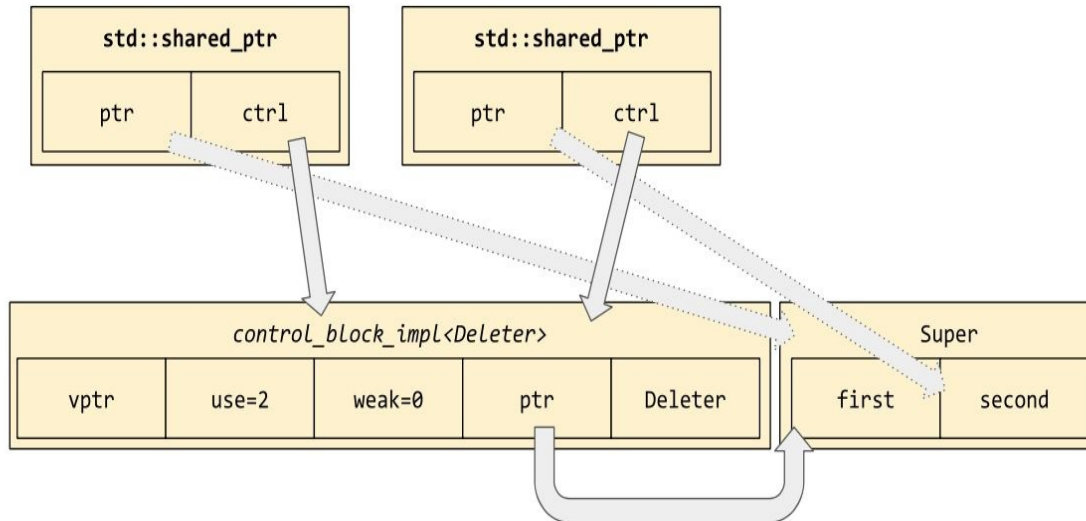 std::shared_ptr
ptr
ctrl
std::shared_ptr
ptr
ctrl
control_block_impl<Deleter>
vptr
use=2
weak=0
ptr
Deleter
Super
first
second